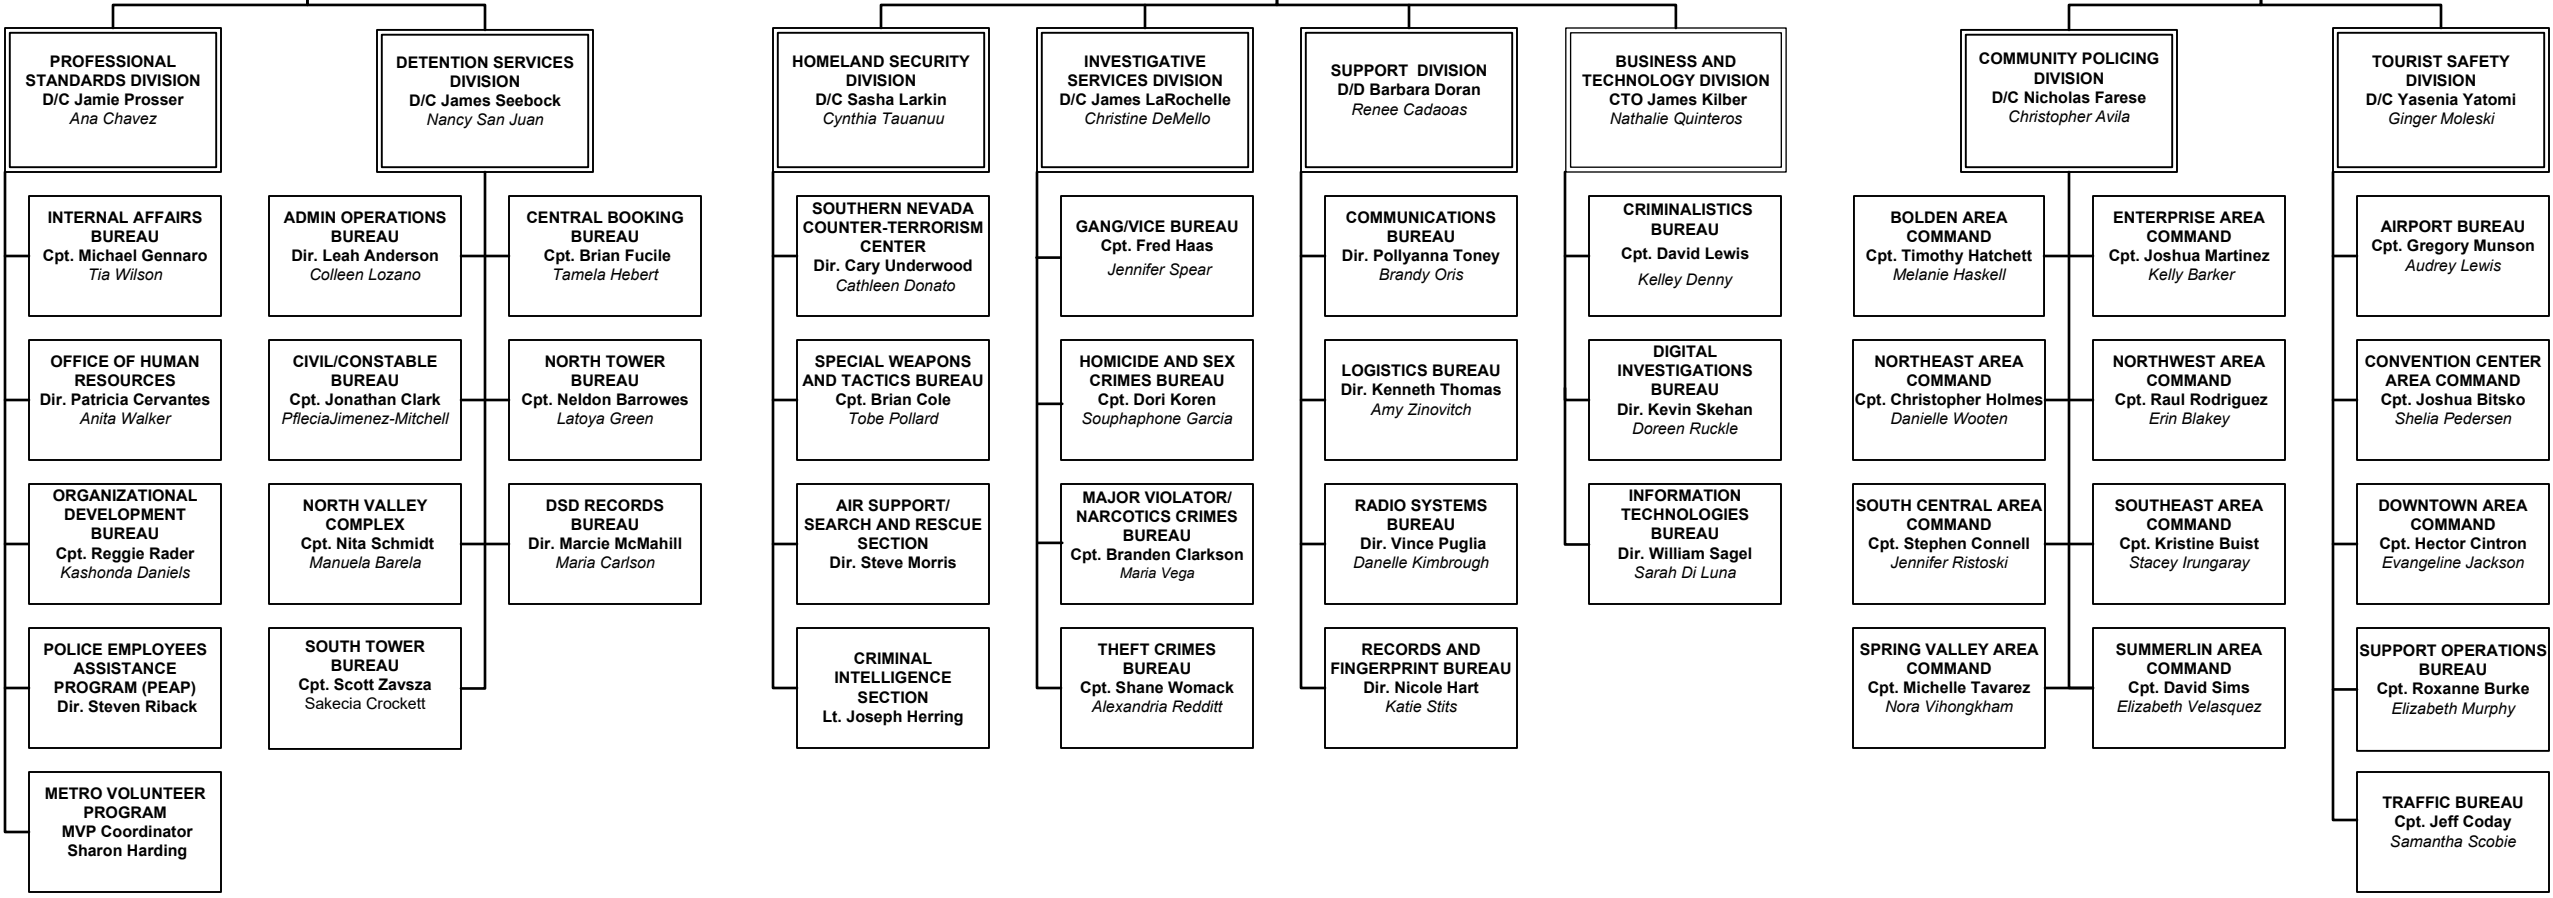 PROFESSIONAL
STANDARDS DIVISION
D/C Jamie Prosser
Ana Chavez
INTERNAL AFFAIRS
BUREAU
Cpt. Michael Gennaro
Tia Wilson
OFFICE OF HUMAN
RESOURCES
Dir. Patricia Cervantes
Anita Walker
ORGANIZATIONAL
DEVELOPMENT
BUREAU
Cpt. Reggie Rader
Kashonda Daniels
POLICE EMPLOYEES
ASSISTANCE
PROGRAM (PEAP)
Dir. Steven Riback
METRO VOLUNTEER
PROGRAM
MVP Coordinator
Sharon Harding
DETENTION SERVICES
DIVISION
D/C James Seebock
Nancy San Juan
ADMIN OPERATIONS
BUREAU
Dir. Leah Anderson
Colleen Lozano
CENTRAL BOOKING
BUREAU
Cpt. Brian Fucile
Tamela Hebert
CIVIL/CONSTABLE
BUREAU
Cpt. Jonathan Clark
PfleciaJimenez-Mitchell
NORTH TOWER
BUREAU
Cpt. Neldon Barrowes
Latoya Green
NORTH VALLEY
COMPLEX
Cpt. Nita Schmidt
Manuela Barela
DSD RECORDS
BUREAU
Dir. Marcie McMahill
Maria Carlson
SOUTH TOWER
BUREAU
Cpt. Scott Zavsza
Sakecia Crockett
HOMELAND SECURITY
DIVISION
D/C Sasha Larkin
Cynthia Tauanuu
SOUTHERN NEVADA
COUNTER-TERRORISM
CENTER
Dir. Cary Underwood
Cathleen Donato
SPECIAL WEAPONS
AND TACTICS BUREAU
Cpt. Brian Cole
Tobe Pollard
AIR SUPPORT/
SEARCH AND RESCUE
SECTION
Dir. Steve Morris
CRIMINAL
INTELLIGENCE
SECTION
Lt. Joseph Herring
INVESTIGATIVE
SERVICES DIVISION
D/C James LaRochelle
Christine DeMello
GANG/VICE BUREAU
Cpt. Fred Haas
Jennifer Spear
HOMICIDE AND SEX
CRIMES BUREAU
Cpt. Dori Koren
Souphaphone Garcia
MAJOR VIOLATOR/
NARCOTICS CRIMES
BUREAU
Cpt. Branden Clarkson
Maria Vega
THEFT CRIMES
BUREAU
Cpt. Shane Womack
Alexandria Redditt
SUPPORT DIVISION
D/D Barbara Doran
Renee Cadaoas
COMMUNICATIONS
BUREAU
Dir. Pollyanna Toney
Brandy Oris
LOGISTICS BUREAU
Dir. Kenneth Thomas
Amy Zinovitch
RADIO SYSTEMS
BUREAU
Dir. Vince Puglia
Danelle Kimbrough
RECORDS AND
FINGERPRINT BUREAU
Dir. Nicole Hart
Katie Stits
BUSINESS AND
TECHNOLOGY DIVISION
CTO James Kilber
Nathalie Quinteros
CRIMINALISTICS
BUREAU
Cpt. David Lewis
Kelley Denny
DIGITAL
INVESTIGATIONS
BUREAU
Dir. Kevin Skehan
Doreen Ruckle
INFORMATION
TECHNOLOGIES
BUREAU
Dir. William Sagel
Sarah Di Luna
COMMUNITY POLICING
DIVISION
D/C Nicholas Farese
Christopher Avila
BOLDEN AREA
COMMAND
Cpt. Timothy Hatchett
Melanie Haskell
ENTERPRISE AREA
COMMAND
Cpt. Joshua Martinez
Kelly Barker
NORTHEAST AREA
COMMAND
Cpt. Christopher Holmes
Danielle Wooten
NORTHWEST AREA
COMMAND
Cpt. Raul Rodriguez
Erin Blakey
SOUTH CENTRAL AREA
COMMAND
Cpt. Stephen Connell
Jennifer Ristoski
SOUTHEAST AREA
COMMAND
Cpt. Kristine Buist
Stacey Irungaray
SPRING VALLEY AREA
COMMAND
Cpt. Michelle Tavarez
Nora Vihongkham
SUMMERLIN AREA
COMMAND
Cpt. David Sims
Elizabeth Velasquez
TOURIST SAFETY
DIVISION
D/C Yasenia Yatomi
Ginger Moleski
AIRPORT BUREAU
Cpt. Gregory Munson
Audrey Lewis
CONVENTION CENTER
AREA COMMAND
Cpt. Joshua Bitsko
Shelia Pedersen
DOWNTOWN AREA
COMMAND
Cpt. Hector Cintron
Evangeline Jackson
SUPPORT OPERATIONS
BUREAU
Cpt. Roxanne Burke
Elizabeth Murphy
TRAFFIC BUREAU
Cpt. Jeff Coday
Samantha Scobie